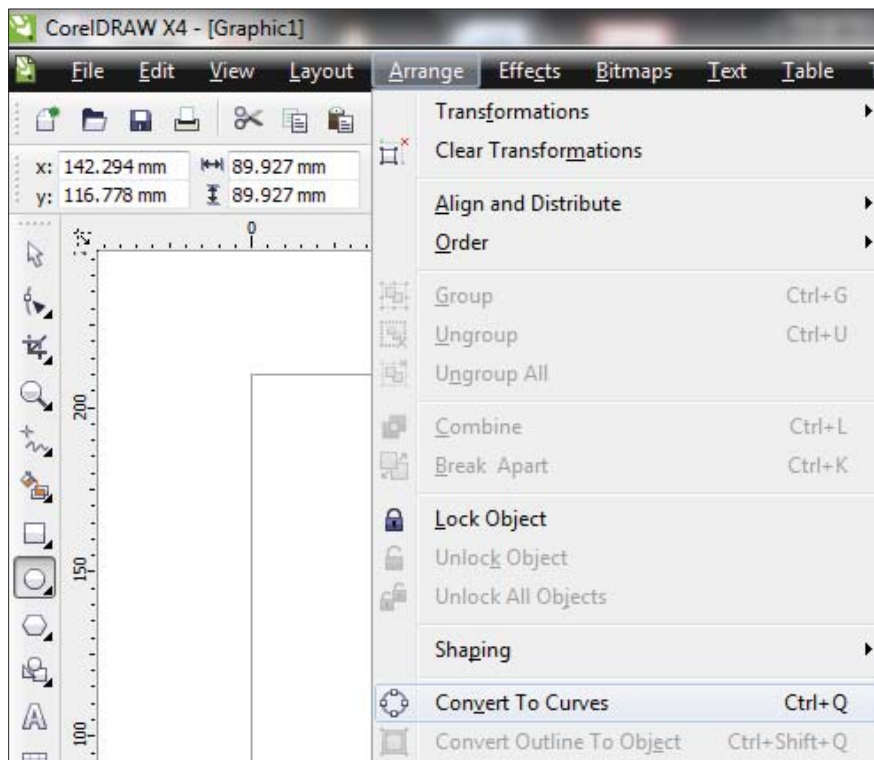 CorelDRAW X4 - [Graphic1]
File Edit View Layout Arrange Effects Bitmaps Text Table
x: 142.294 mm 89.927 mm
y: 116.778 mm 89.927 mm
0
200
150
100
Transformations
Clear Transformations
Align and Distribute
Order
Group Ctrl+G
Ungroup Ctrl+U
Ungroup All
Combine Ctrl+L
Break Apart Ctrl+K
Lock Object
Unlock Object
Unlock All Objects
Shaping
Convert To Curves Ctrl+Q
Convert Outline To Object Ctrl+Shift+Q